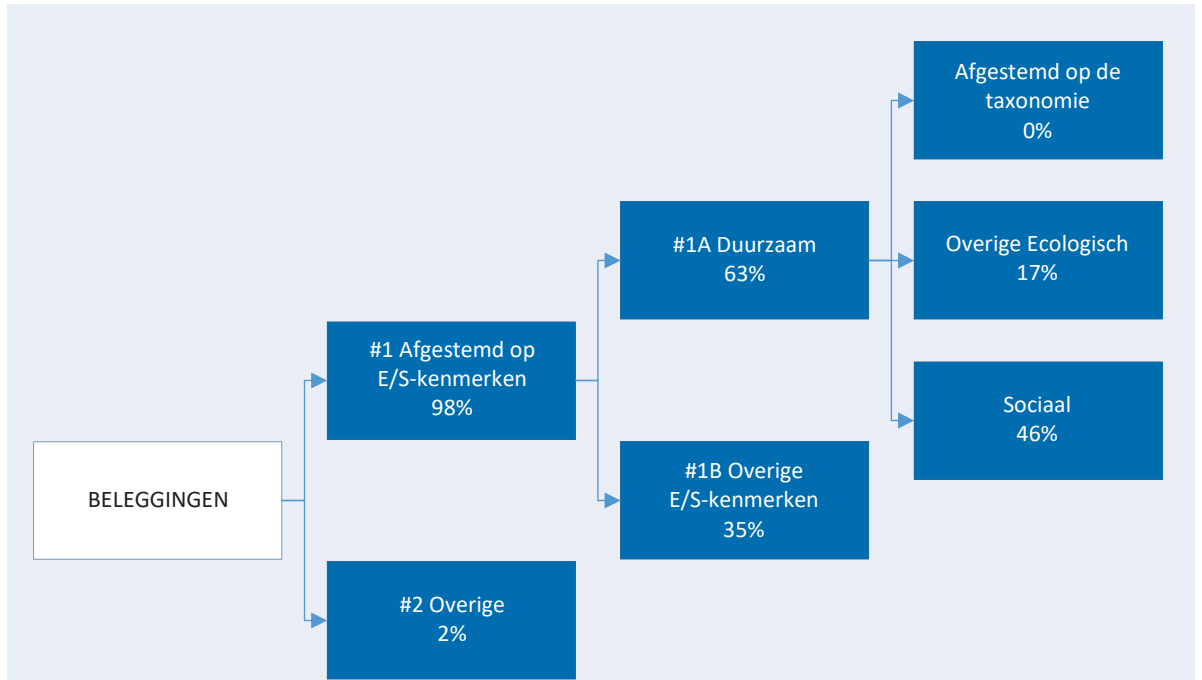 BELEGGINGEN
#1 Afgestemd op
E/S-kenmerken
98%
#2 Overige
2%
#1A Duurzaam
63%
#1B Overige
E/S-kenmerken
35%
Afgestemd op de
taxonomie
0%
Overige Ecologisch
17%
Sociaal
46%